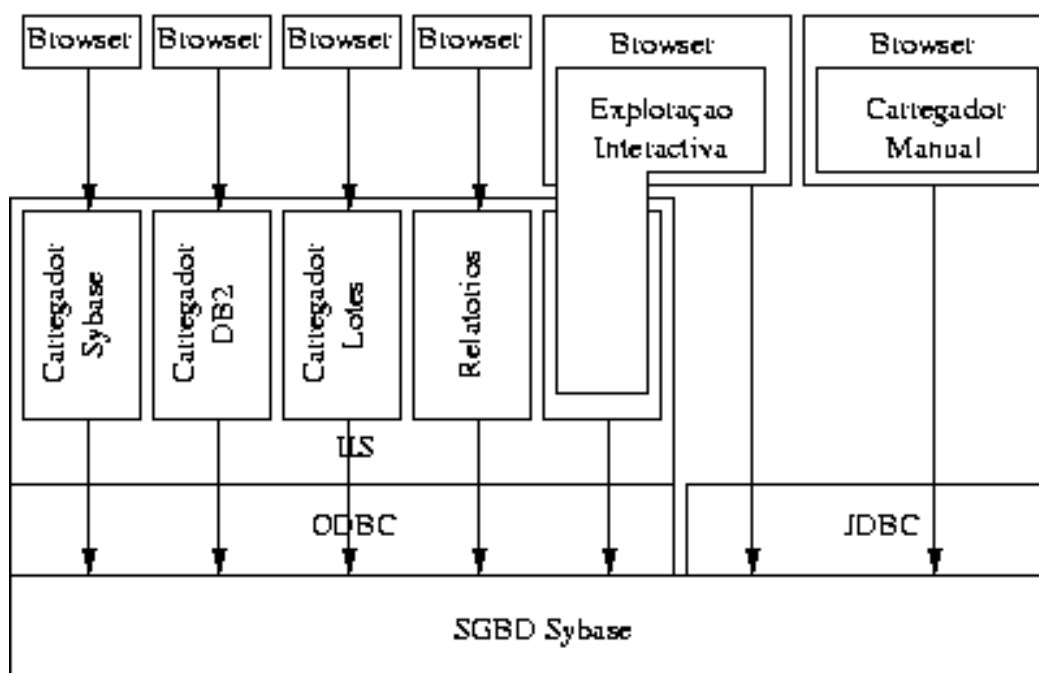 Browser
Browser
Browser
Browser
Browser
Browser
Exploraçao
Interactiva
Carregador
Manual
Carregador
Sybase
Carregador
DB2
Carregador
Lotes
Relatorios
IIS
ODBC
JDBC
SGBD Sybase